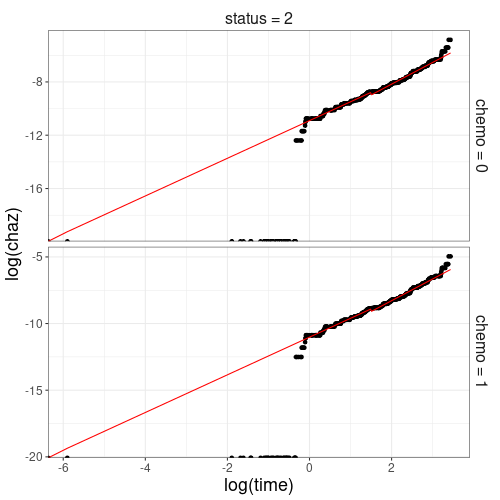 status = 2
-8
-12
-16
chemo = 0
log(chaz)
-5
-10
-15
-20
chemo = 1
-6 -4 -2 0 2
log(time)